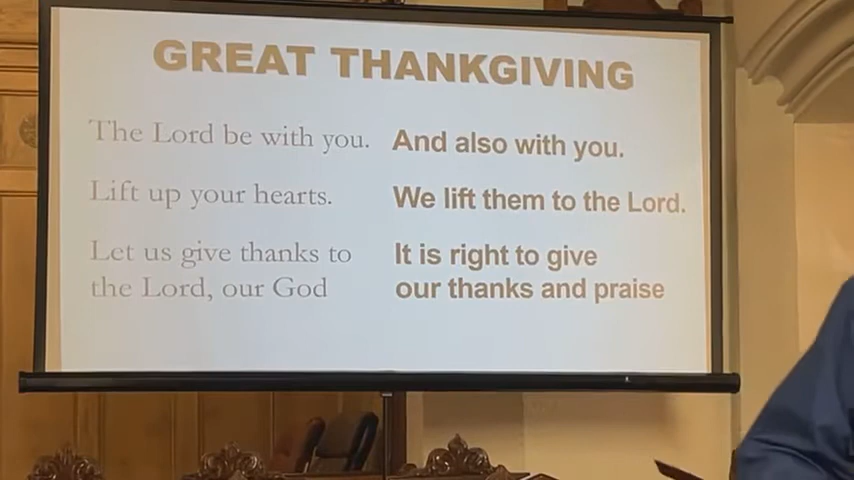 GREAT THANKGIVING
The Lord be with you. And also with you.
Lift up your hearts. We lift them to the Lord.
Let us give thanks to It is right to give
the Lord, our God our thanks and praise